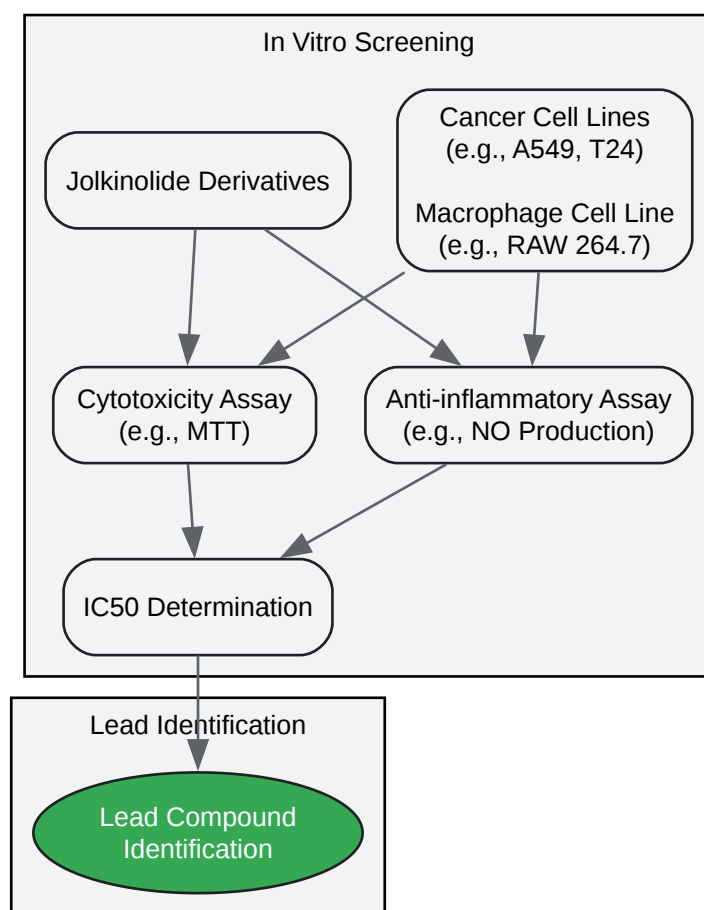 In Vitro Screening
Cancer Cell Lines
(e.g., A549, T24)
Jolkinolide Derivatives
Macrophage Cell Line
(e.g., RAW 264.7)
Cytotoxicity Assay
(e.g., MTT)
Anti-inflammatory Assay
(e.g., NO Production)
IC50 Determination
Lead Identification
Lead Compound
Identification